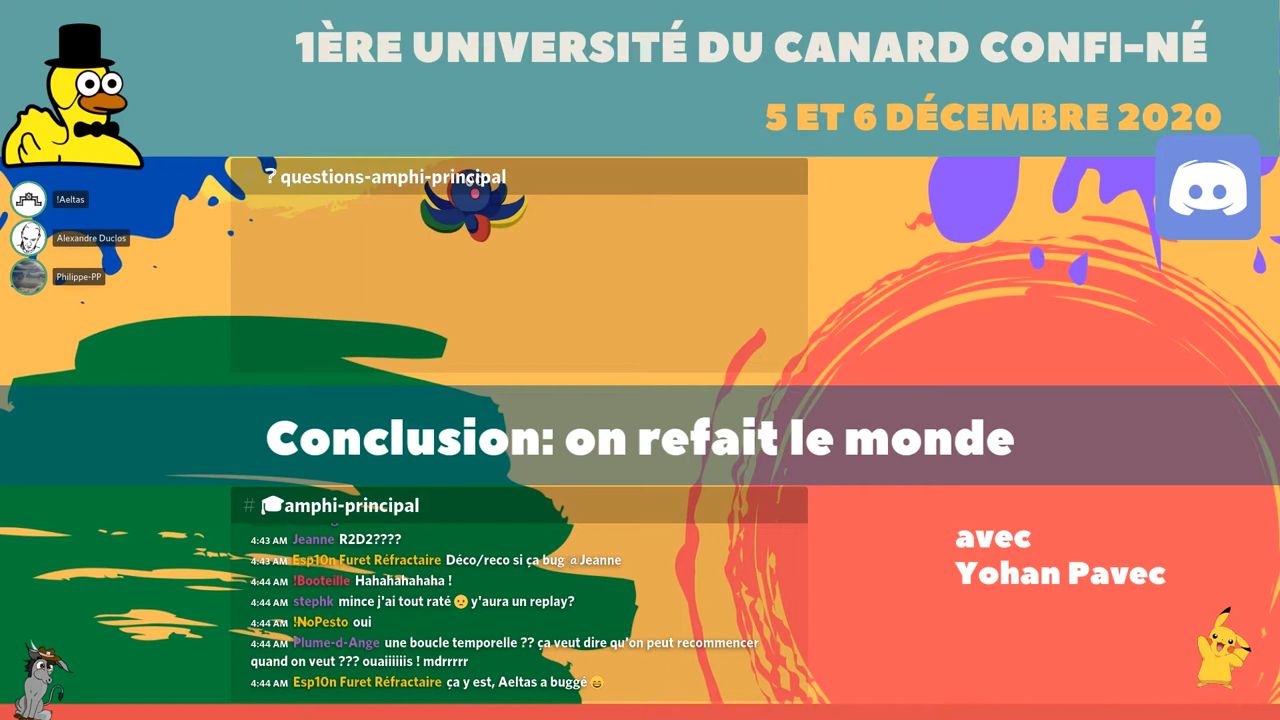 1ÈRE UNIVERSITÉ DU CANARD CONFI-NÉ
5 ET 6 DÉCEMBRE 2020
? questions-amphi-principal
!Aeltas
Alexandre Duclos
Philippe-PP
Conclusion: on refait le monde
# 🎓amphi-principal
4:43 AM Jeanne R2D2????
4:43 AM Esp10n Furet Réfractaire Déco/reco si ça bug @Jeanne
4:44 AM !Booteille Hahahahahaha !
4:44 AM stephk mince j'ai tout raté 😕 y'aura un replay?
4:44 AM !NoPesto oui
4:44 AM Plume-d-Ange une boucle temporelle ?? ça veut dire qu'on peut recommencer
quand on veut ??? ouaiiiiiis ! mdrrrrr
4:44 AM Esp10n Furet Réfractaire ça y est, Aeltas a buggé 😄
avec
Yohan Pavec